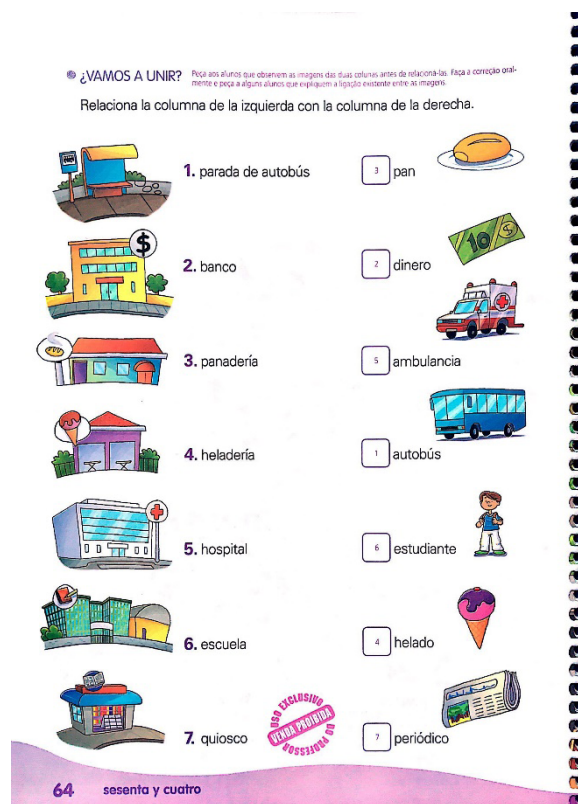 ¿VAMOS A UNIR?
Peça aos alunos que observem as imagens das duas colunas antes de relacioná-las. Faça a correção oral-
mente e peça a alguns alunos que expliquem a ligação existente entre as imagens.
Relaciona la columna de la izquierda con la columna de la derecha.
1. parada de autobús
3 pan
$
2. banco
2 dinero
10 $
3. panadería
5 ambulancia
4. heladería
1 autobús
5. hospital
6 estudiante
6. escuela
4 helado
7. quiosco
7 periódico
USO EXCLUSIVO
VENDA PROIBIDA
DO PROFESSOR
64 sesenta y cuatro